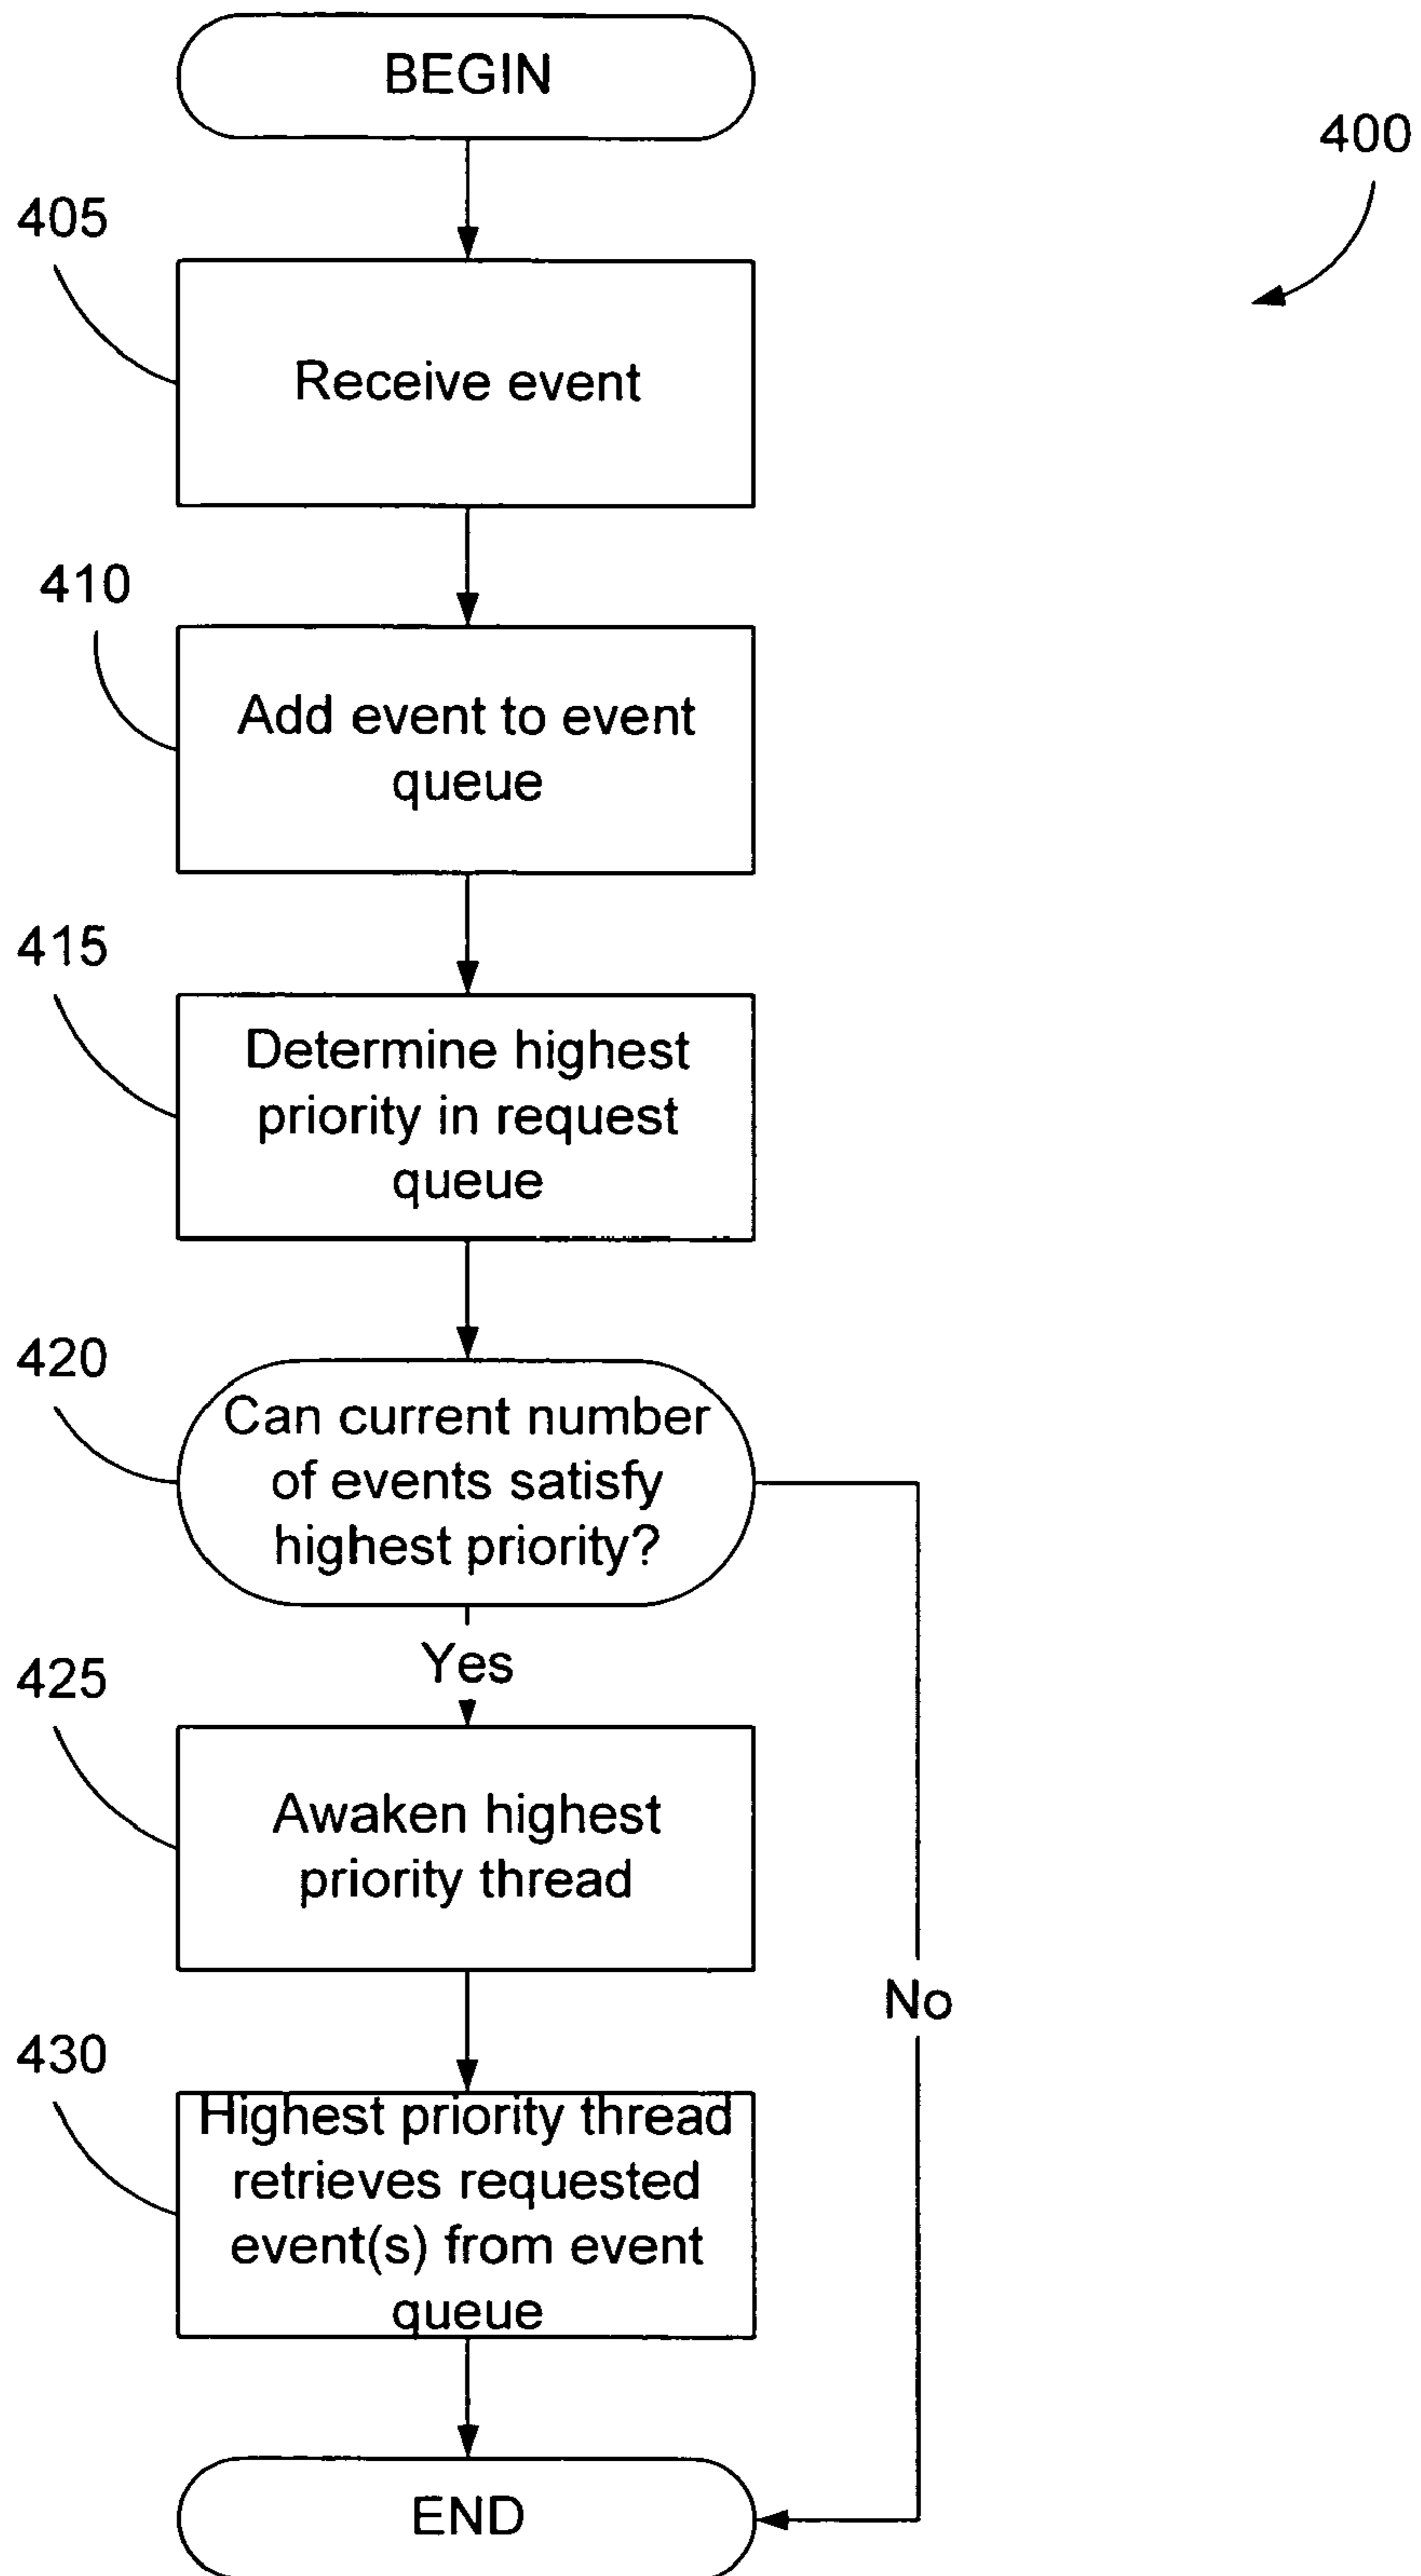 BEGIN
400
405
Receive event
410
Add event to event
queue
415
Determine highest
priority in request
queue
420
Can current number
of events satisfy
highest priority?
Yes
425
Awaken highest
priority thread
No
430
Highest priority thread
retrieves requested
event(s) from event
queue
END